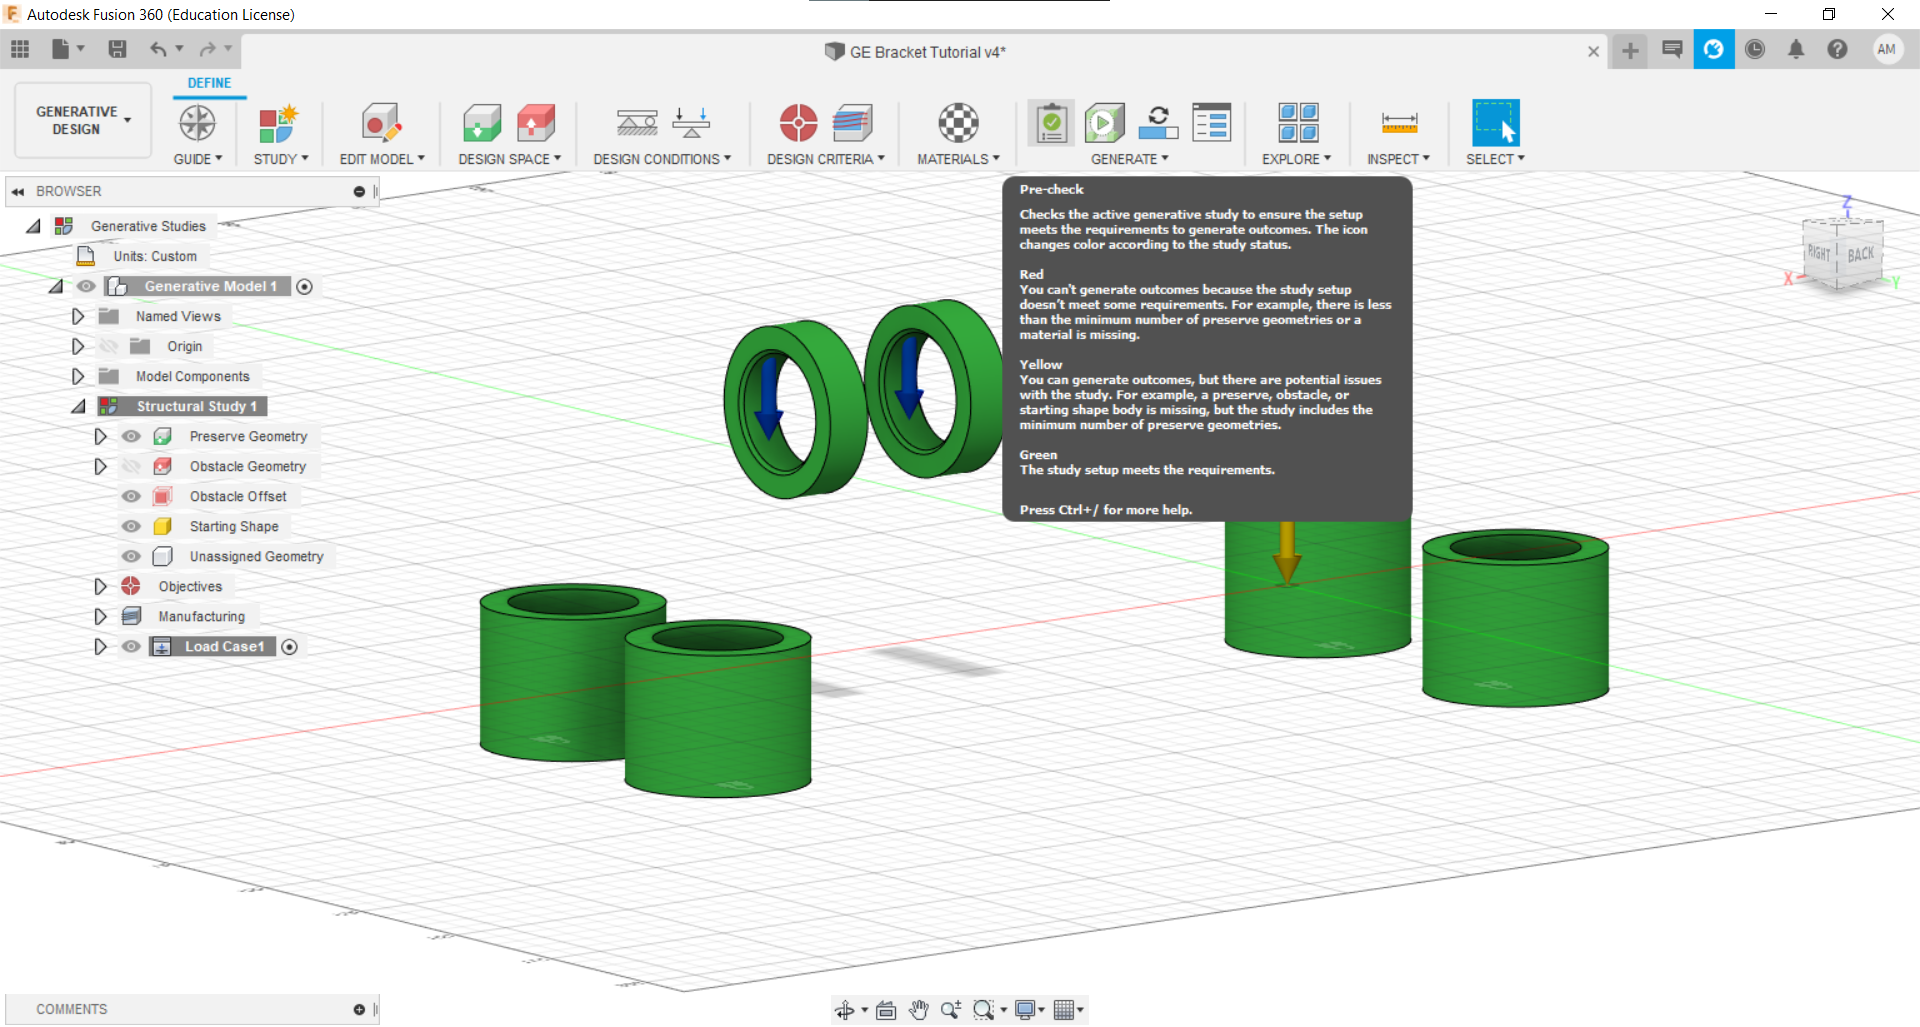 Autodesk Fusion 360 (Education License)
GE Bracket Tutorial v4*
AM
DEFINE
GENERATIVE
DESIGN
GUIDE
STUDY
EDIT MODEL
DESIGN SPACE
DESIGN CONDITIONS
DESIGN CRITERIA
MATERIALS
GENERATE
EXPLORE
INSPECT
SELECT
BROWSER
Generative Studies
Units: Custom
Generative Model 1
Named Views
Origin
Model Components
Structural Study 1
Preserve Geometry
Obstacle Geometry
Obstacle Offset
Starting Shape
Unassigned Geometry
Objectives
Manufacturing
Load Case1
Pre-check
Checks the active generative study to ensure the setup
meets the requirements to generate outcomes. The icon
changes color according to the study status.
Red
You can't generate outcomes because the study setup
doesn't meet some requirements. For example, there is less
than the minimum number of preserve geometries or a
material is missing.
Yellow
You can generate outcomes, but there are potential issues
with the study. For example, a preserve, obstacle, or
starting shape body is missing, but the study includes the
minimum number of preserve geometries.
Green
The study setup meets the requirements.
Press Ctrl+/ for more help.
Z
RIGHT
BACK
X
Y
COMMENTS